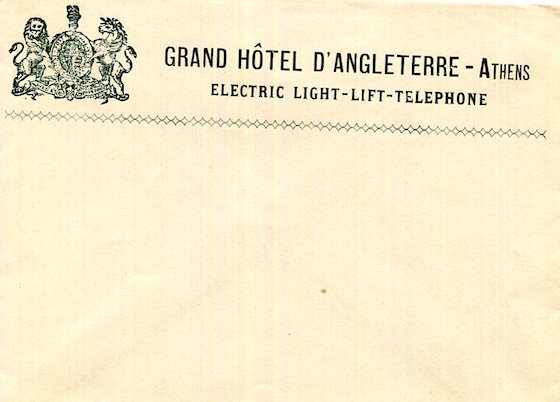 GRAND HÔTEL D'ANGLETERRE - ATHENS
ELECTRIC LIGHT-LIFT-TELEPHONE